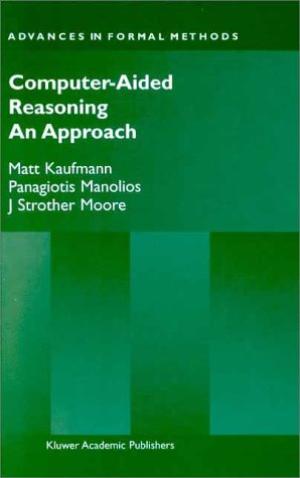 ADVANCES IN FORMAL METHODS
Computer-Aided
Reasoning
An Approach
Matt Kaufmann
Panagiotis Manolios
J Strother Moore
Kluwer Academic Publishers